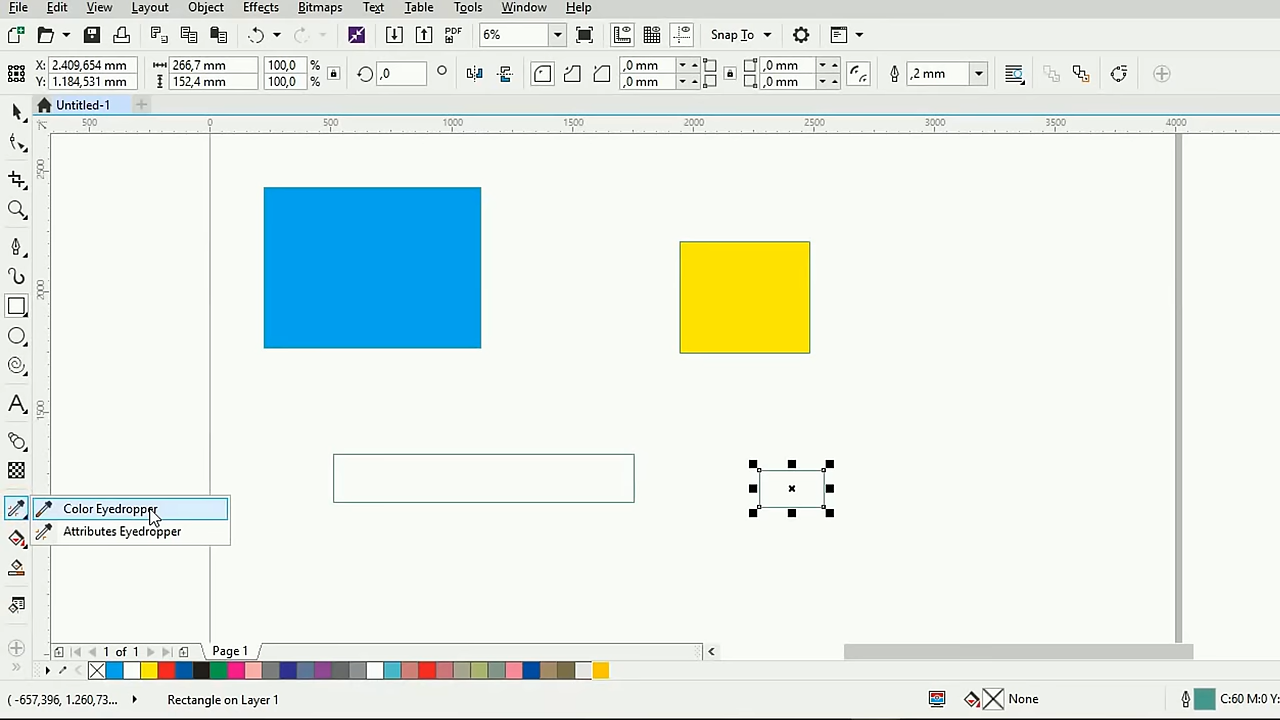 File Edit View Layout Object Effects Bitmaps Text Table Tools Window Help
PDF 6% Snap To
X: 2.409,654 mm 266,7 mm 100,0 % ,0 ,0 mm ,0 mm ,2 mm
Y: 1.184,531 mm 152,4 mm 100,0 % ,0 mm ,0 mm
Untitled-1
500 0 500 1000 1500 2000 2500 3000 3500 4000
2500
2000
1500
A
Color Eyedropper
Attributes Eyedropper
1 of 1 Page 1
( -657,396, 1.260,73... Rectangle on Layer 1 None C:60 M:0 Y: